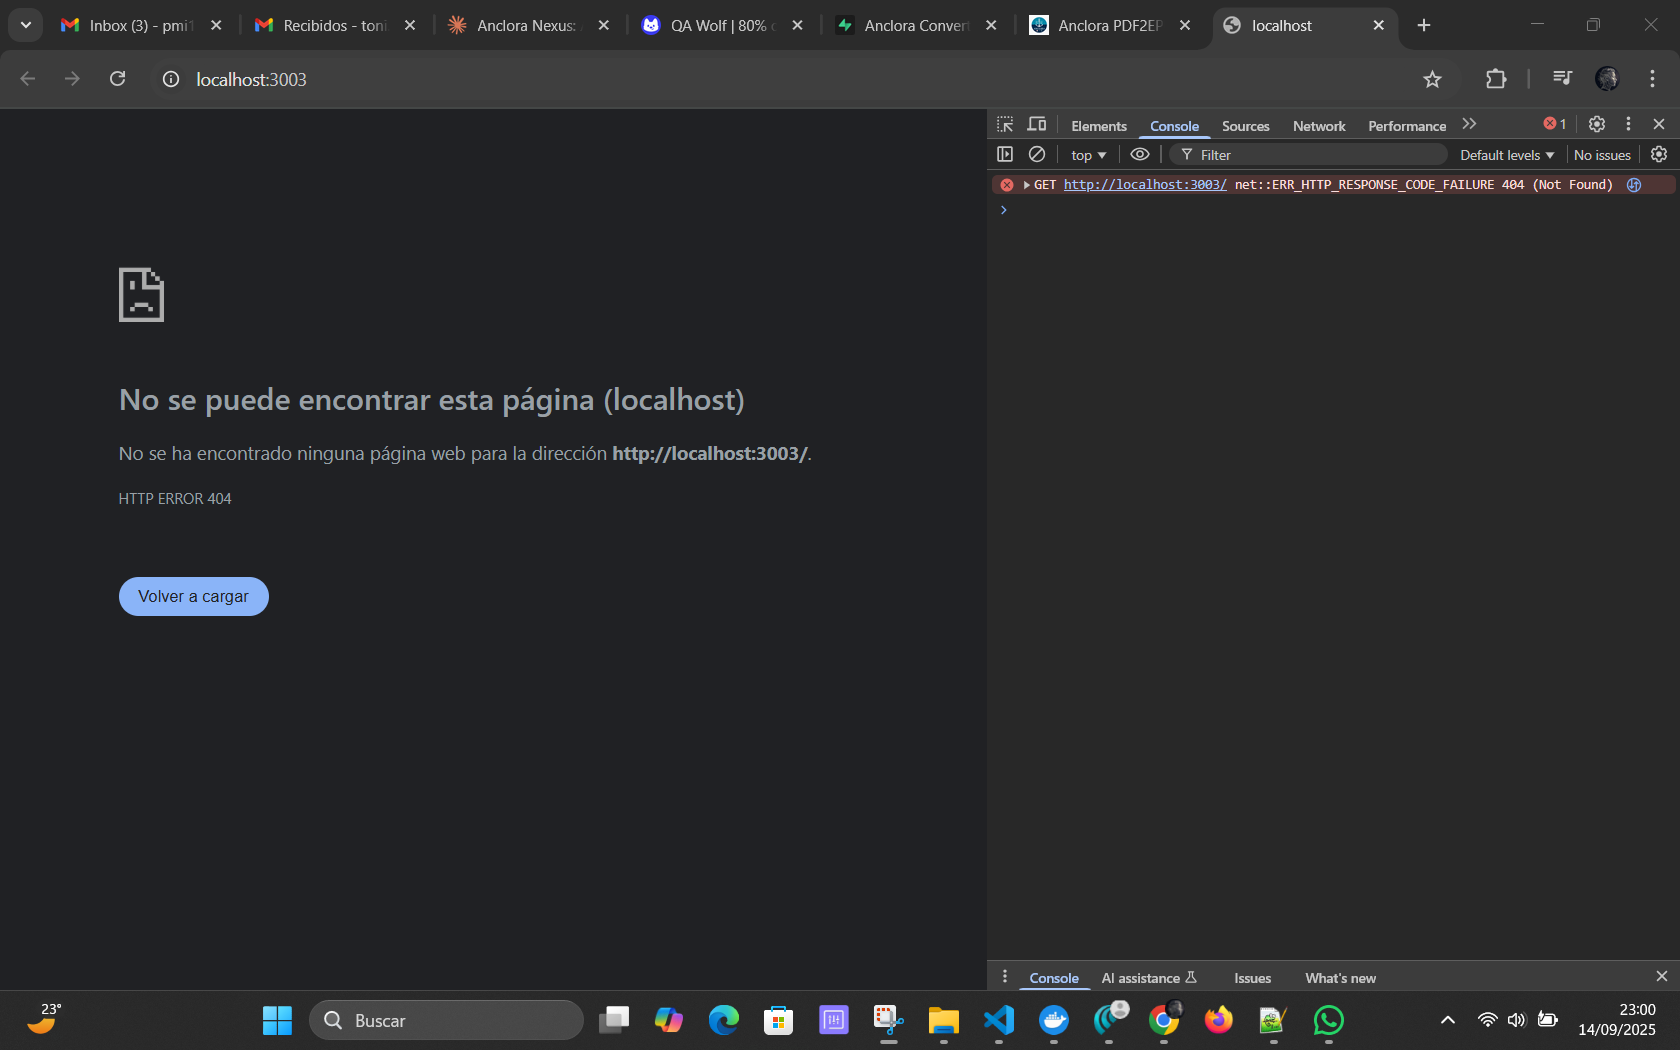 Inbox (3) - pmi1
Recibidos - toni.
Anclora Nexus:
QA Wolf | 80%
Anclora Convert
Anclora PDF2EP
localhost
localhost:3003
Elements
Console
Sources
Network
Performance
1
top
Filter
Default levels
No issues
GET http://localhost:3003/ net::ERR_HTTP_RESPONSE_CODE_FAILURE 404 (Not Found)
No se puede encontrar esta página (localhost)
No se ha encontrado ninguna página web para la dirección http://localhost:3003/.
HTTP ERROR 404
Volver a cargar
Console
AI assistance
Issues
What's new
23°
Buscar
23:00
14/09/2025